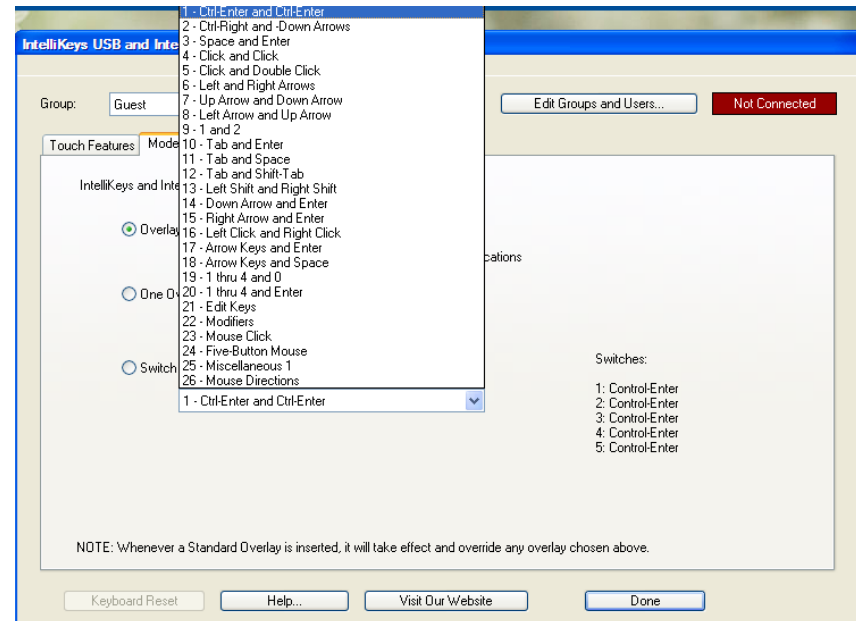 1 - Ctrl-Enter and Ctrl-Enter
2 - Ctrl-Right and -Down Arrows
3 - Space and Enter
4 - Click and Click
5 - Click and Double Click
6 - Left and Right Arrows
7 - Up Arrow and Down Arrow
8 - Left Arrow and Up Arrow
9 - 1 and 2
10 - Tab and Enter
11 - Tab and Space
12 - Tab and Shift-Tab
13 - Left Shift and Right Shift
14 - Down Arrow and Enter
15 - Right Arrow and Enter
16 - Left Click and Right Click
17 - Arrow Keys and Enter
18 - Arrow Keys and Space
19 - 1 thru 4 and 0
20 - 1 thru 4 and Enter
21 - Edit Keys
22 - Modifiers
23 - Mouse Click
24 - Five-Button Mouse
25 - Miscellaneous 1
26 - Mouse Directions
1 - Ctrl-Enter and Ctrl-Enter
IntelliKeys USB and Inte
Group: Guest Edit Groups and Users... Not Connected
Touch Features Mode
IntelliKeys and Inte
Overlay
cations
One Ov
Switch
Switches:
1: Control-Enter
2: Control-Enter
3: Control-Enter
4: Control-Enter
5: Control-Enter
NOTE: Whenever a Standard Overlay is inserted, it will take effect and override any overlay chosen above.
Keyboard Reset Help... Visit Our Website Done